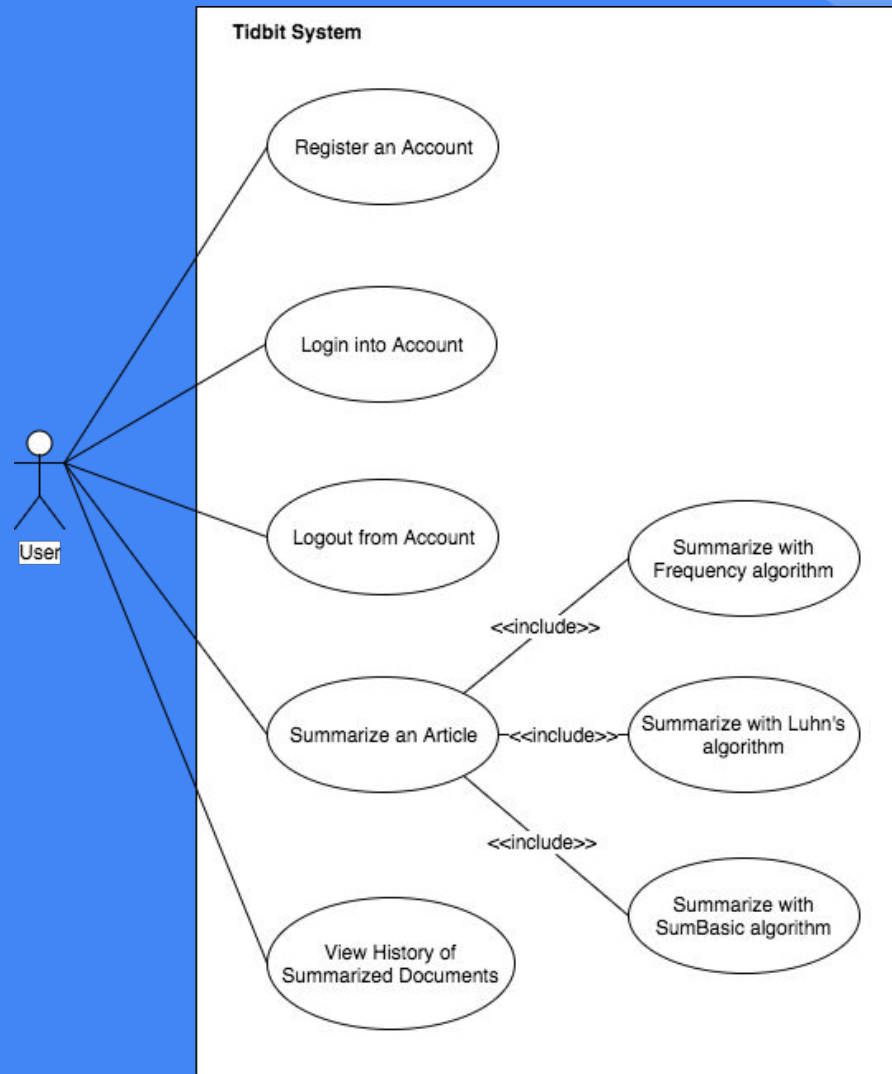 Tidbit System
Register an Account
Login into Account
User
Logout from Account
Summarize with
Frequency algorithm
<<include>>
Summarize an Article
<<include>>
Summarize with Luhn's
algorithm
<<include>>
Summarize with
SumBasic algorithm
View History of
Summarized Documents